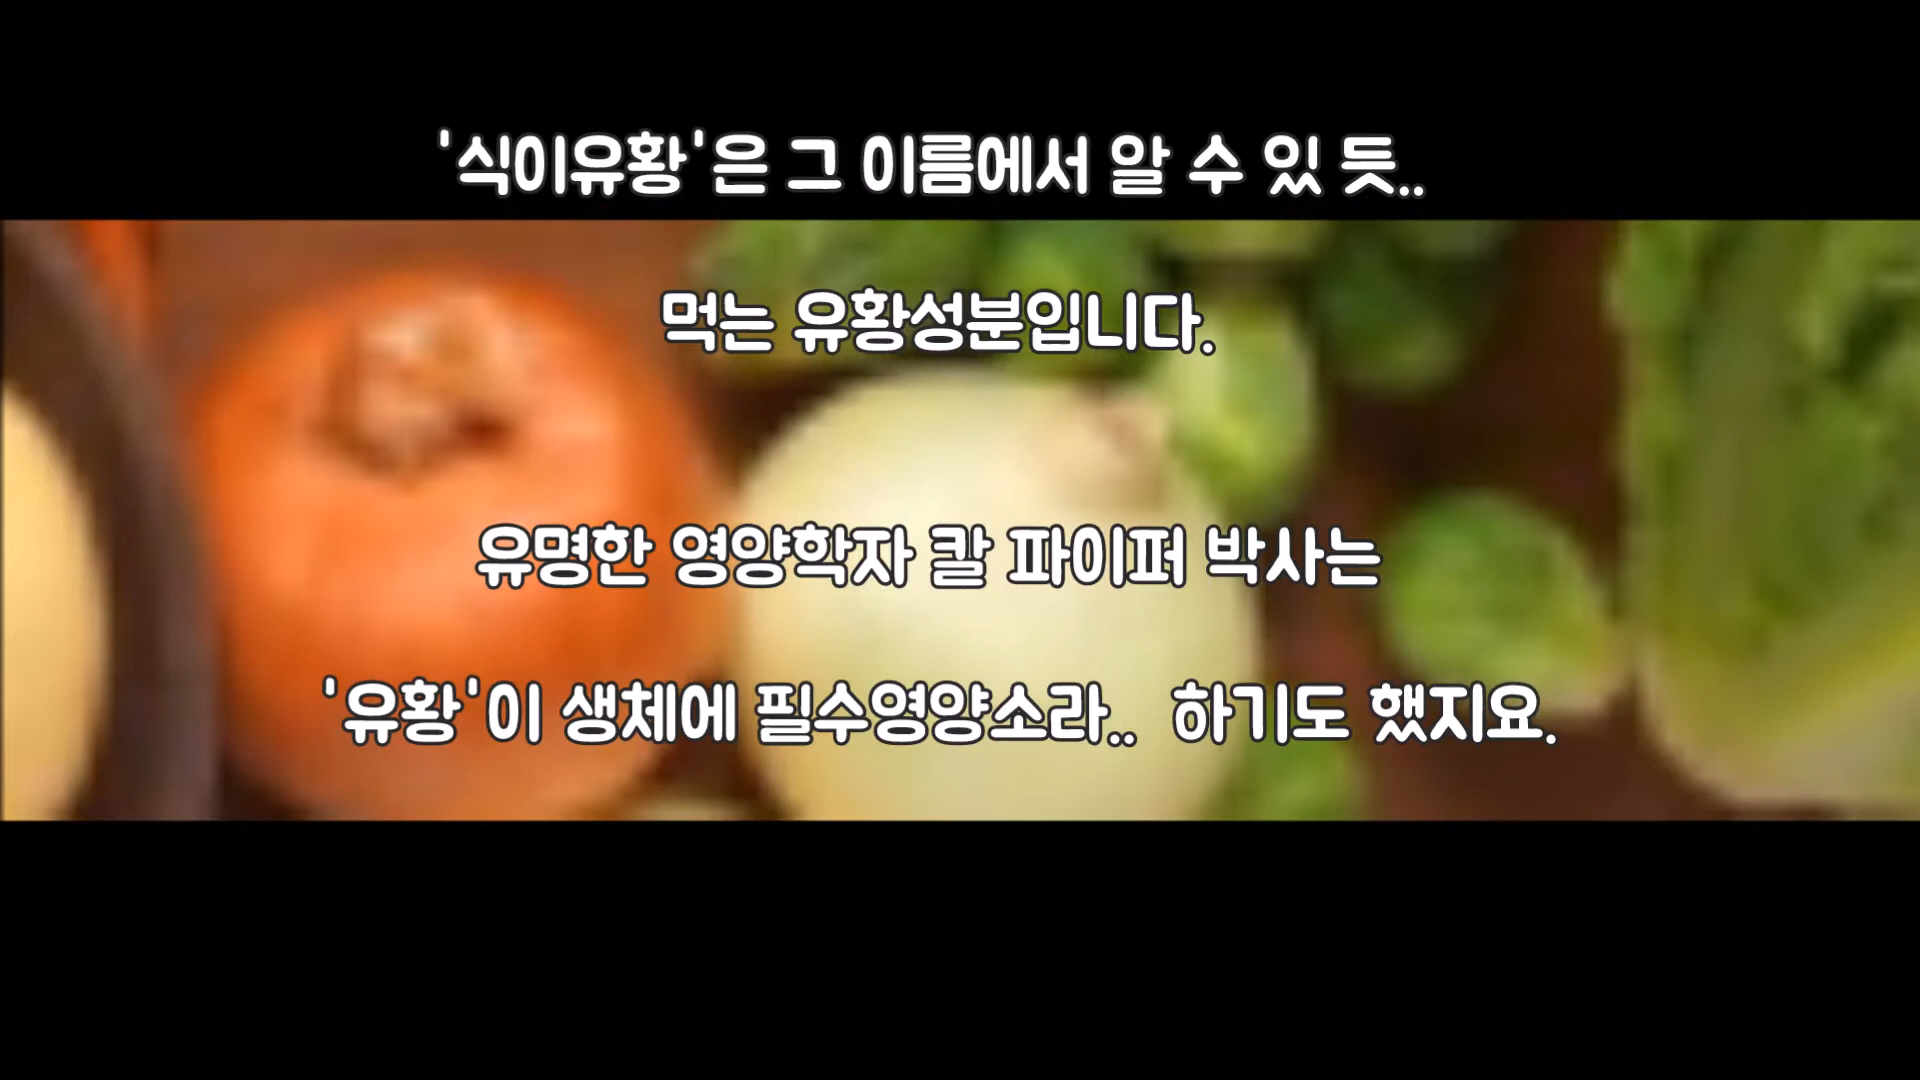 '식이유황'은 그 이름에서 알 수 있 듯..
먹는 유황성분입니다.
유명한 영양학자 칼 파이퍼 박사는
'유황'이 생체에 필수영양소라.. 하기도 했지요.